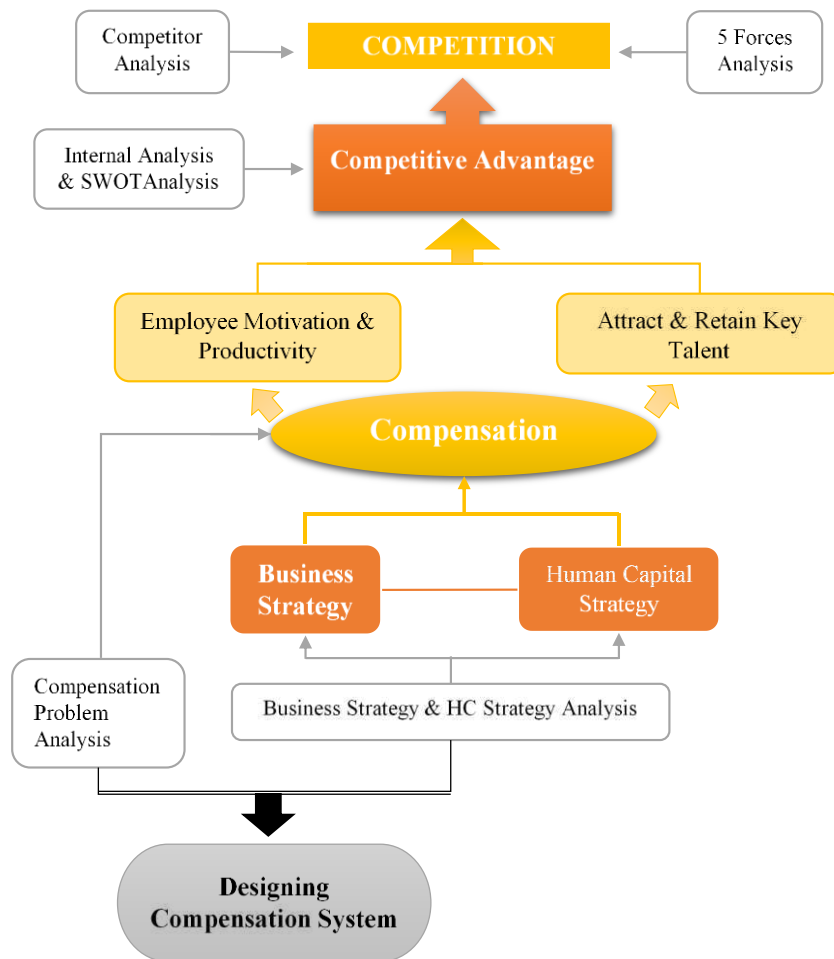 Competitor
Analysis
COMPETITION
5 Forces
Analysis
Internal Analysis
& SWOTAnalysis
Competitive Advantage
Employee Motivation &
Productivity
Attract & Retain Key
Talent
Compensation
Business
Strategy
Human Capital
Strategy
Compensation
Problem
Analysis
Business Strategy & HC Strategy Analysis
Designing
Compensation System